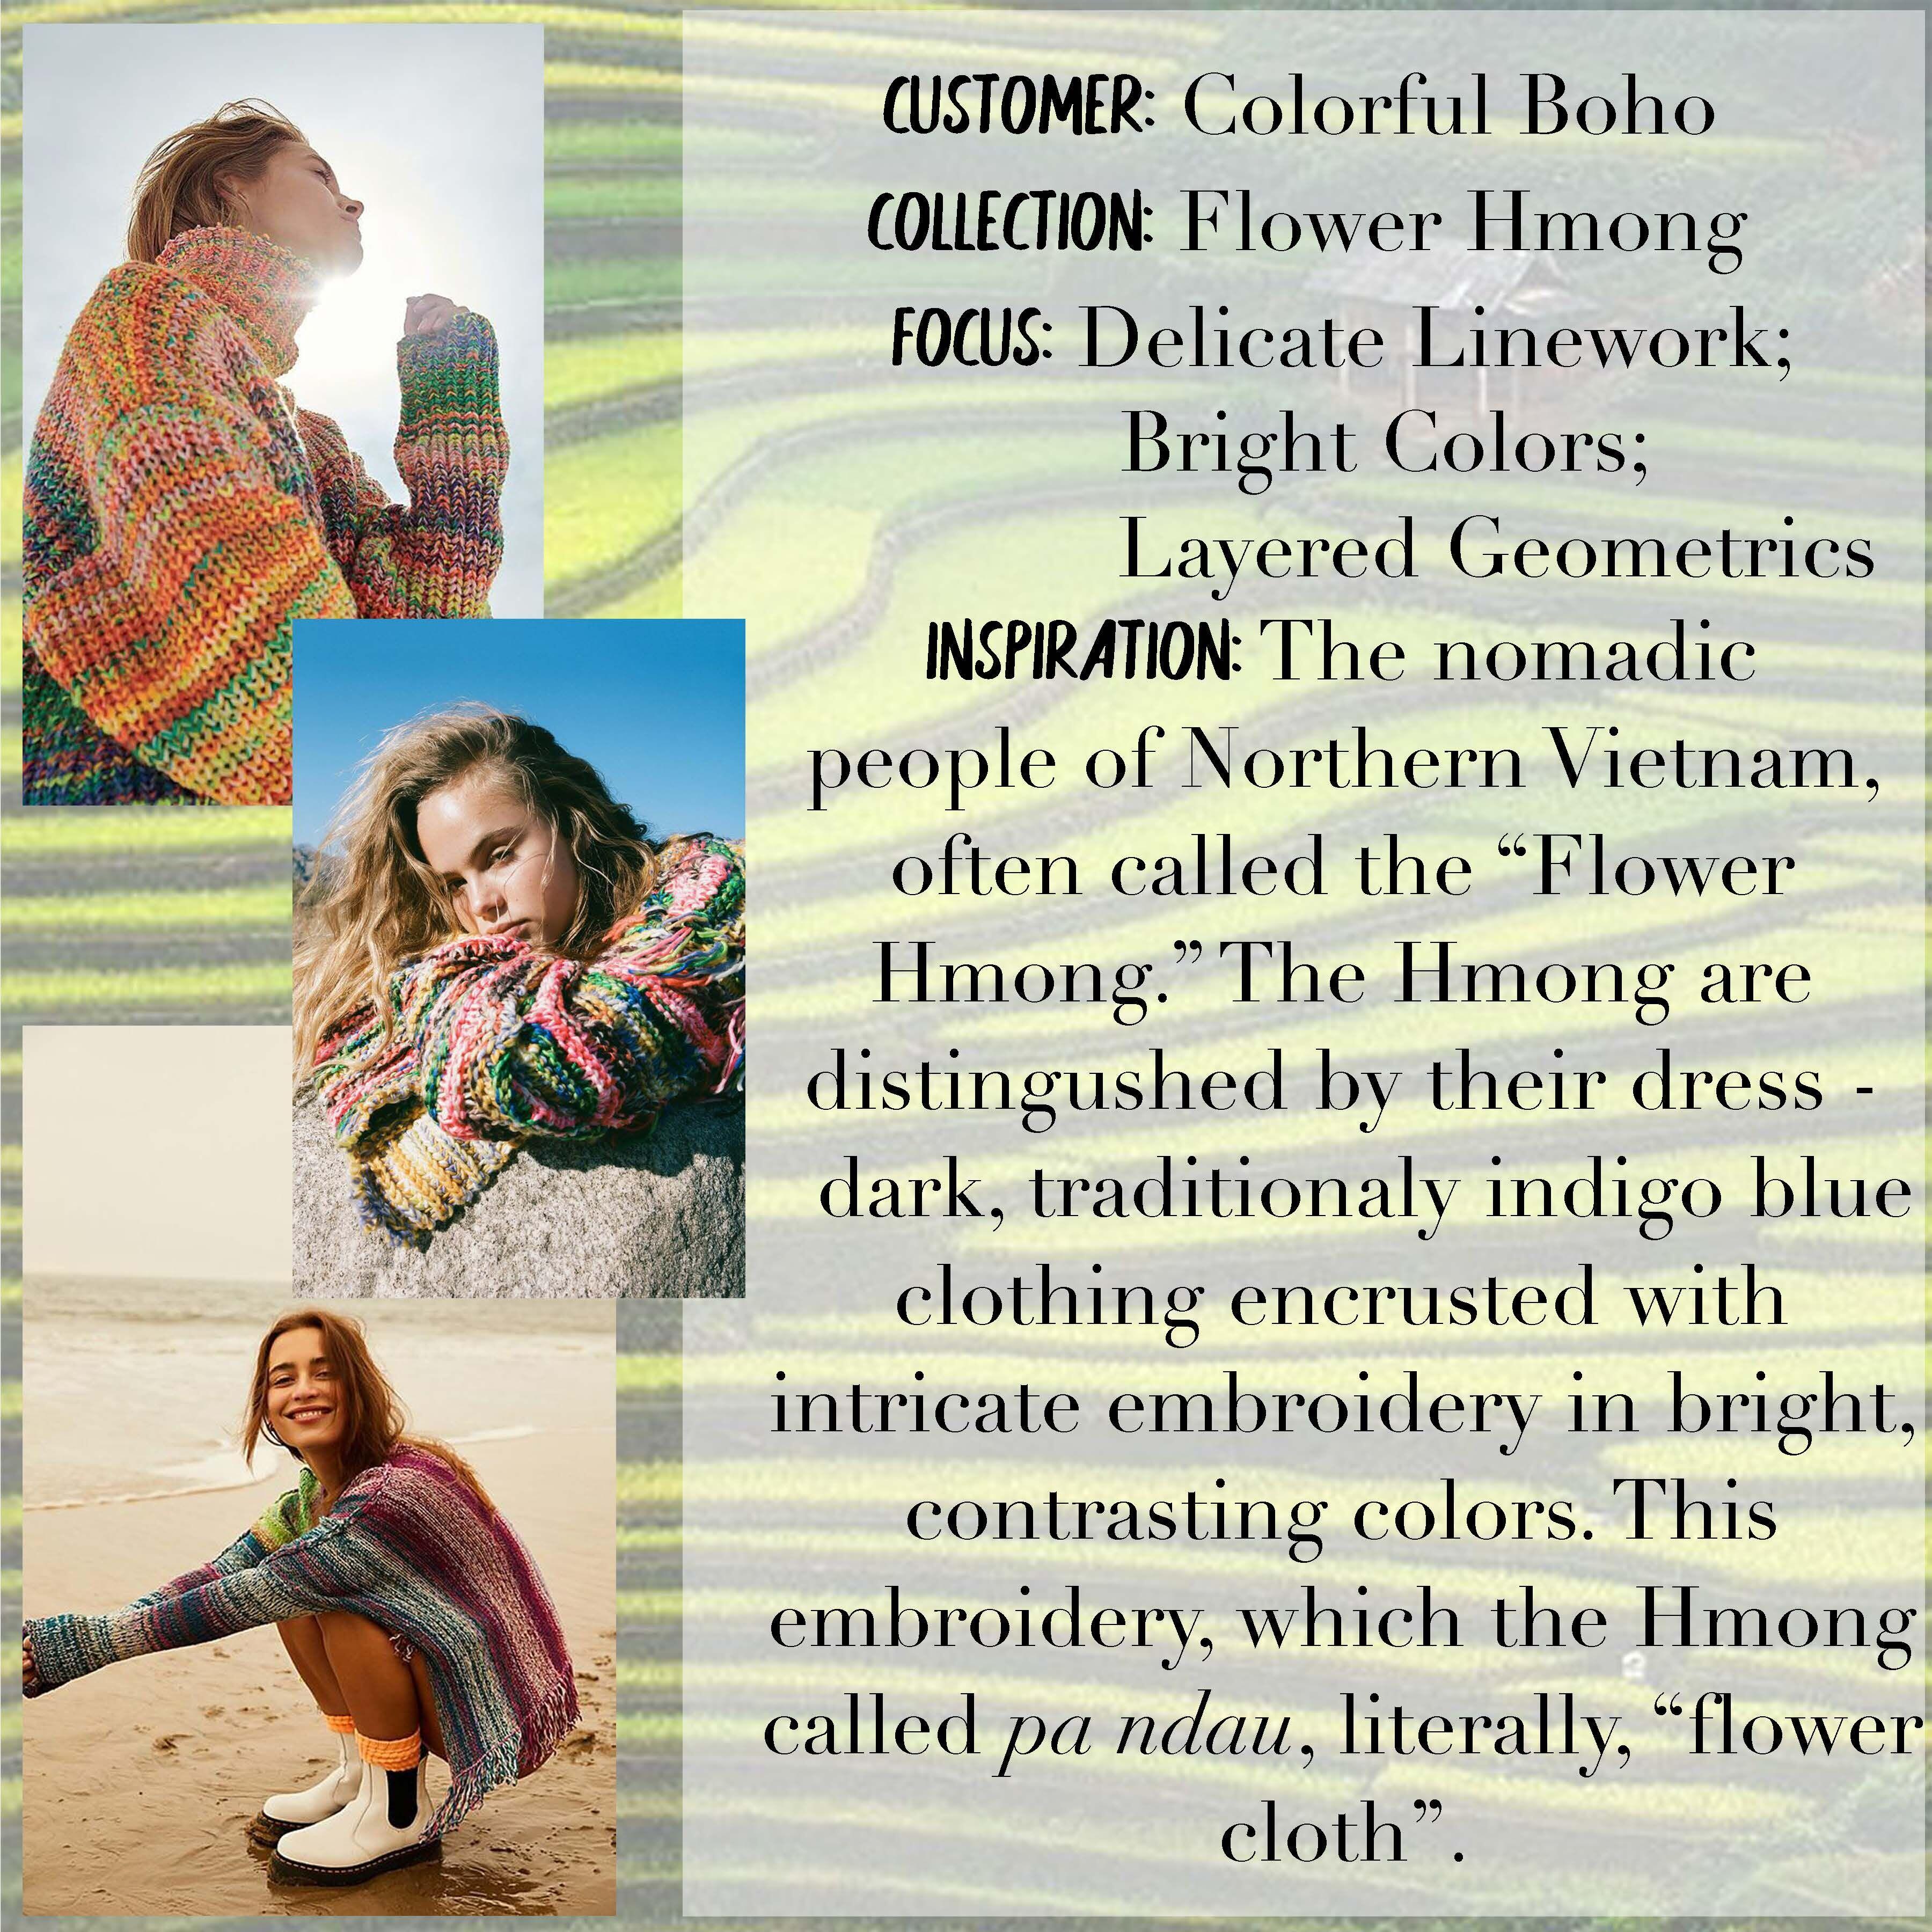 CUSTOMER: Colorful Boho
COLLECTION: Flower Hmong
FOCUS: Delicate Linework;
Bright Colors;
Layered Geometrics
INSPIRATION: The nomadic
people of Northern Vietnam,
often called the “Flower
Hmong.” The Hmong are
distingushed by their dress -
dark, traditionaly indigo blue
clothing encrusted with
intricate embroidery in bright,
contrasting colors. This
embroidery, which the Hmong
called pa ndau, literally, “flower
cloth”.